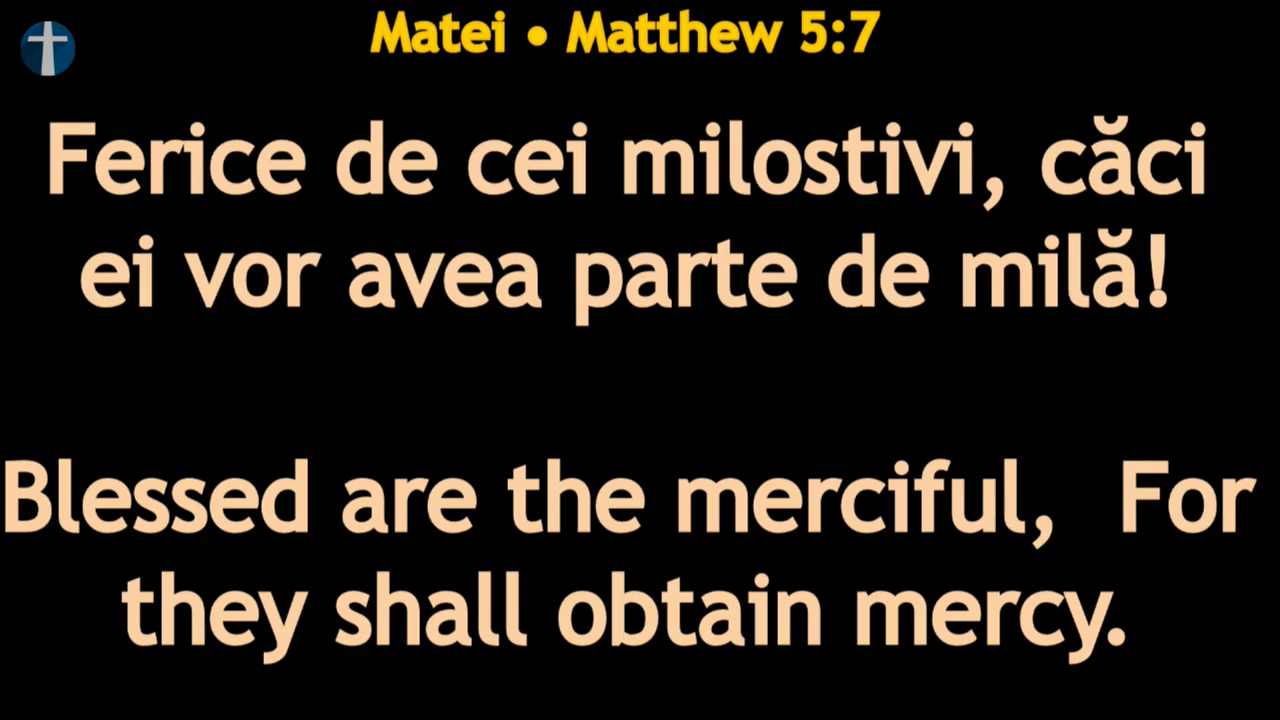 Matei • Matthew 5:7
Ferice de cei milostivi, căci
ei vor avea parte de milă!
Blessed are the merciful,  For
they shall obtain mercy.